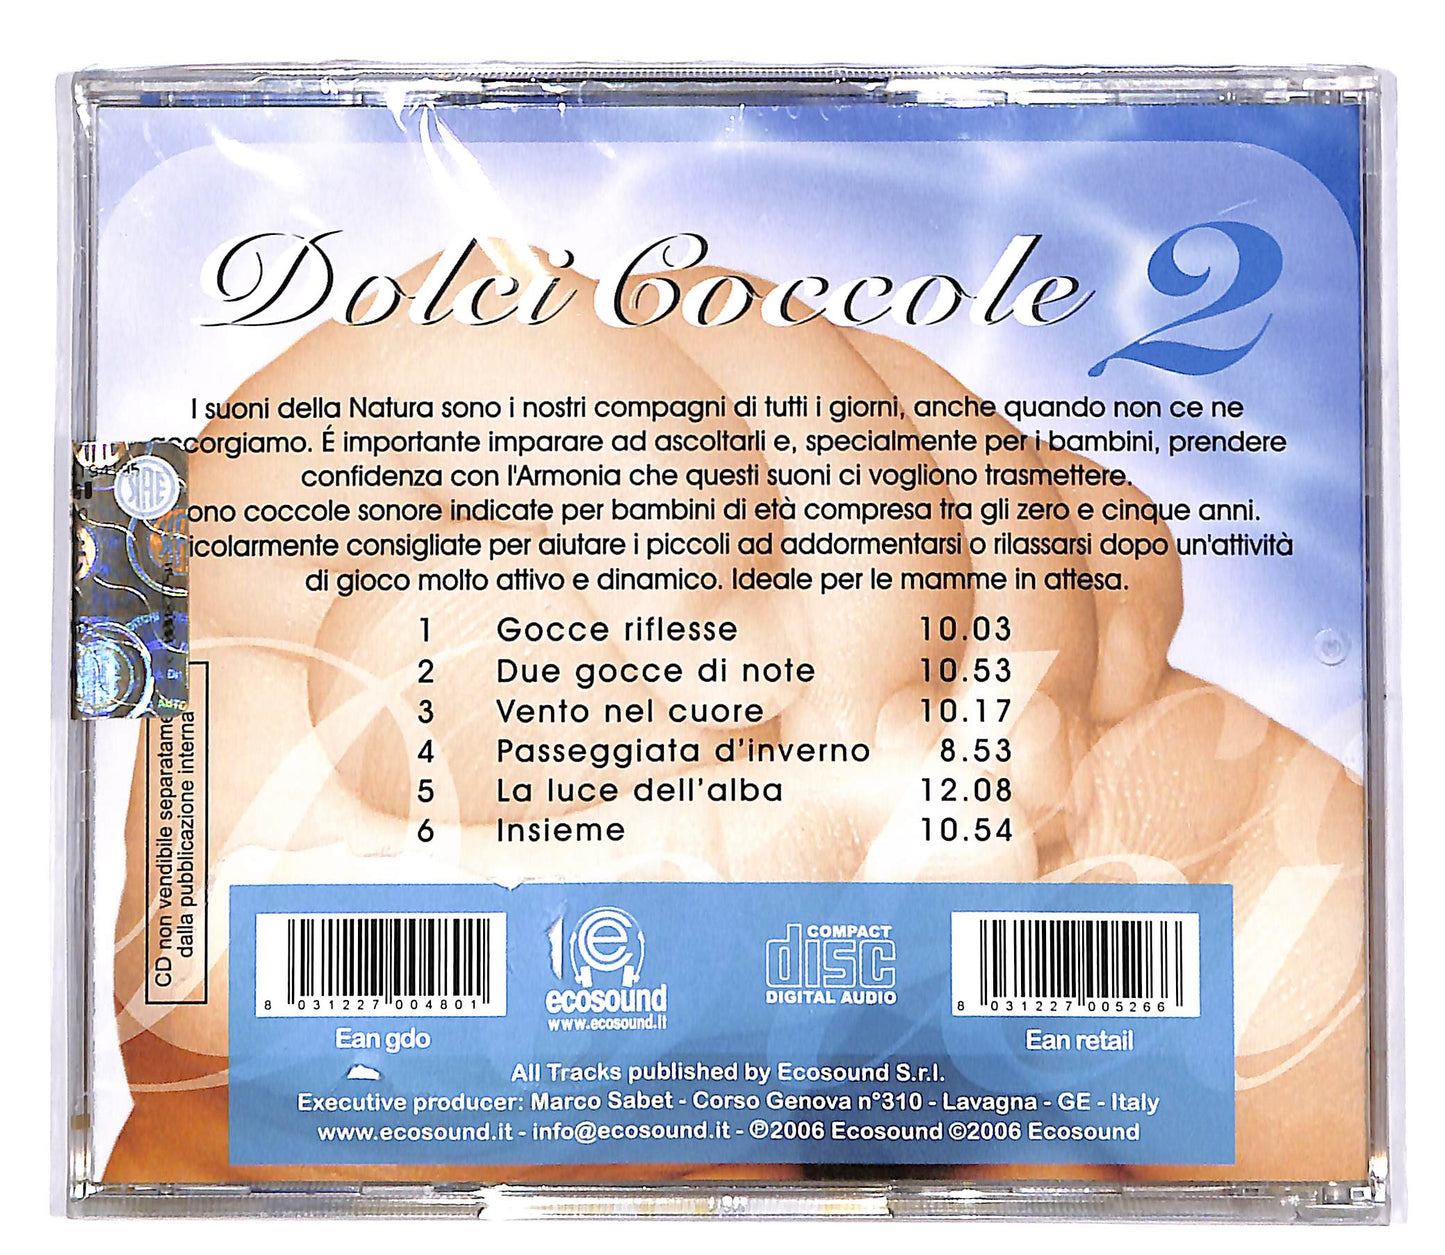 Dolci Coccole 2
I suoni della Natura sono i nostri compagni di tutti i giorni, anche quando non ce ne
accorgiamo. É importante imparare ad ascoltarli e, specialmente per i bambini, prendere
confidenza con l'Armonia che questi suoni ci vogliono trasmettere.
ono coccole sonore indicate per bambini di età compresa tra gli zero e cinque anni.
icolarmente consigliate per aiutare i piccoli ad addormentarsi o rilassarsi dopo un'attività
di gioco molto attivo e dinamico. Ideale per le mamme in attesa.
1 Gocce riflesse 10.03
2 Due gocce di note 10.53
3 Vento nel cuore 10.17
4 Passeggiata d'inverno 8.53
5 La luce dell'alba 12.08
6 Insieme 10.54
SIAE
CD non vendibile separatame
dalla pubblicazione interna
8 031227 004801
Ean gdo
e
ecosound
www.ecosound.it
COMPACT
disc
DIGITAL AUDIO
8 031227 005266
Ean retail
All Tracks published by Ecosound S.r.l.
Executive producer: Marco Sabet - Corso Genova n°310 - Lavagna - GE - Italy
www.ecosound.it - info@ecosound.it - ℗2006 Ecosound ©2006 Ecosound